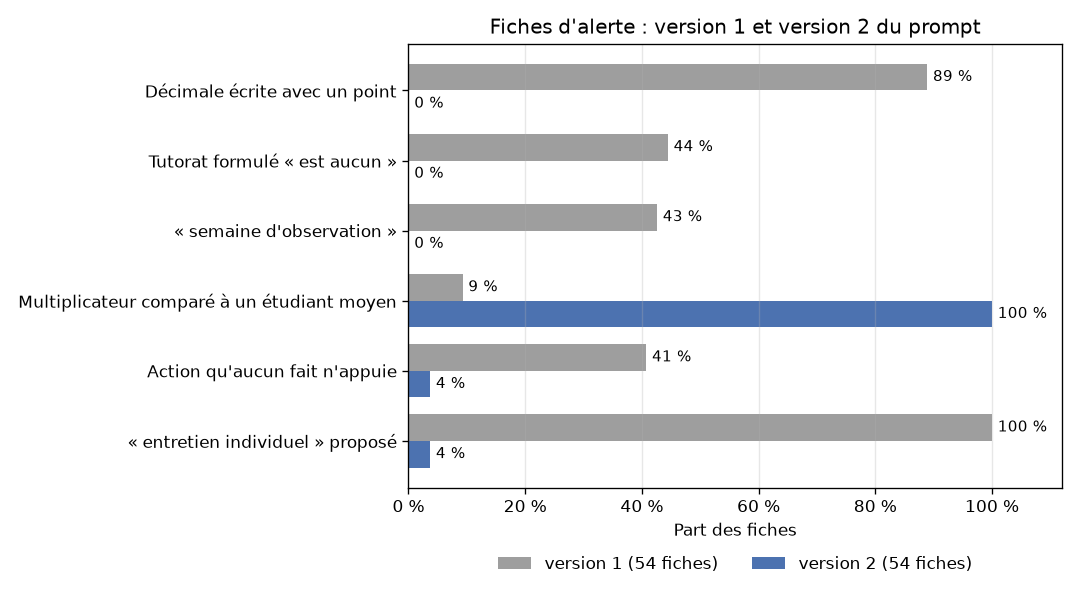 Fiches d'alerte : version 1 et version 2 du prompt
Décimale écrite avec un point
89 %
0 %
Tutorat formulé « est aucun »
44 %
0 %
« semaine d'observation »
43 %
0 %
Multiplicateur comparé à un étudiant moyen
9 %
100 %
Action qu'aucun fait n'appuie
41 %
4 %
« entretien individuel » proposé
100 %
4 %
0 % 20 % 40 % 60 % 80 % 100 %
Part des fiches
version 1 (54 fiches) version 2 (54 fiches)